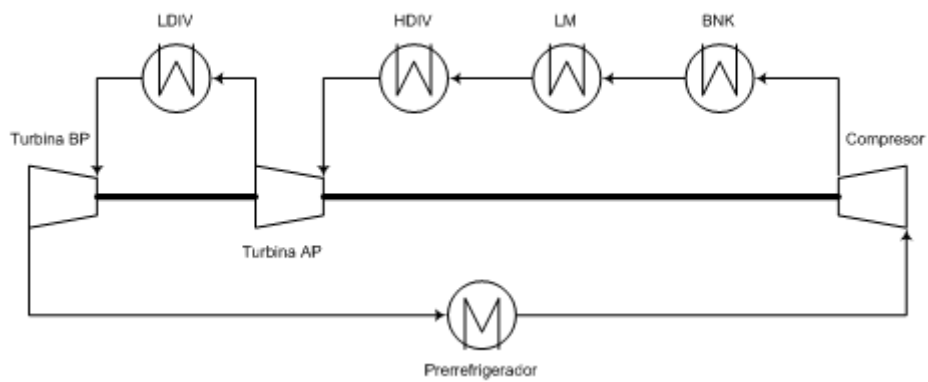 LDIV
HDIV
LM
BNK
Turbina BP
Compresor
Turbina AP
Prerrefrigerador